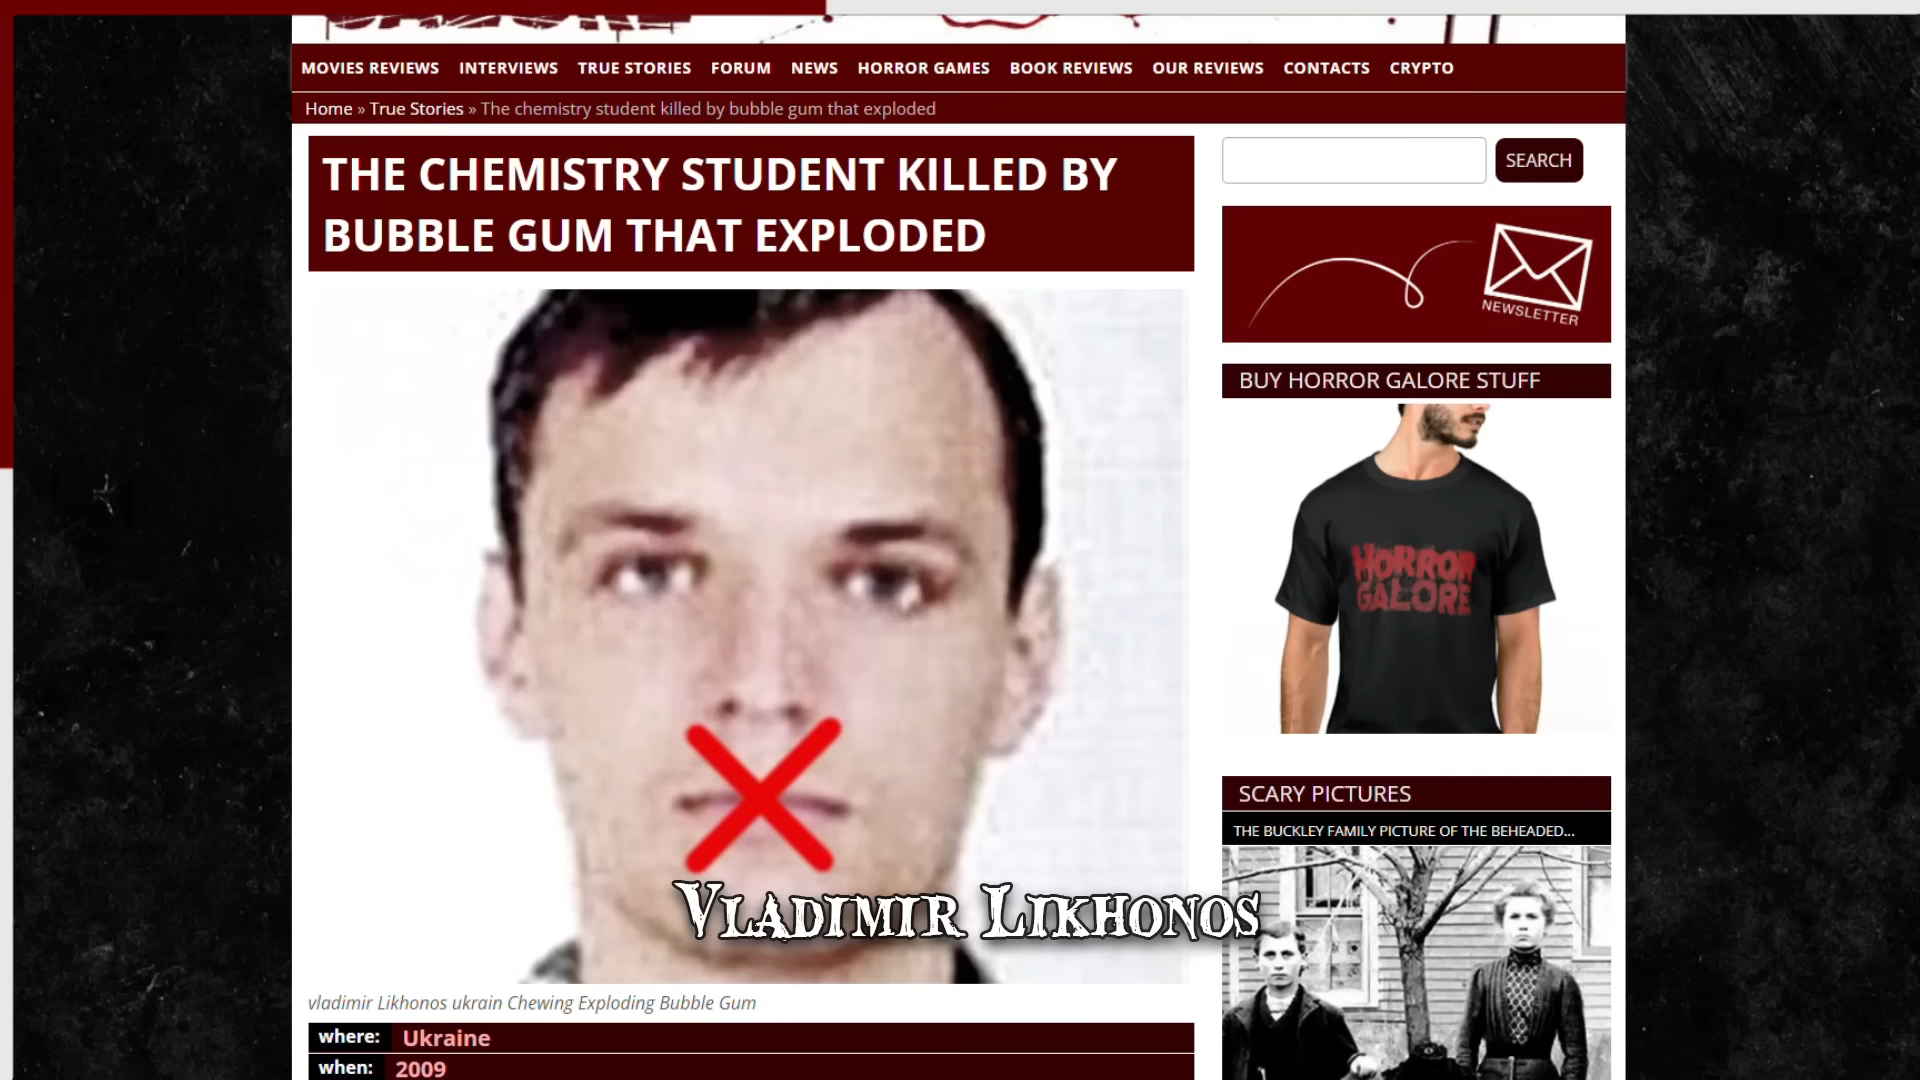 MOVIES REVIEWS INTERVIEWS TRUE STORIES FORUM NEWS HORROR GAMES BOOK REVIEWS OUR REVIEWS CONTACTS CRYPTO
Home » True Stories » The chemistry student killed by bubble gum that exploded
THE CHEMISTRY STUDENT KILLED BY
BUBBLE GUM THAT EXPLODED
SEARCH
NEWSLETTER
BUY HORROR GALORE STUFF
HORROR
GALORE
SCARY PICTURES
THE BUCKLEY FAMILY PICTURE OF THE BEHEADED...
VLADIMIR LIKHONOS
vladimir Likhonos ukrain Chewing Exploding Bubble Gum
where: Ukraine
when: 2009